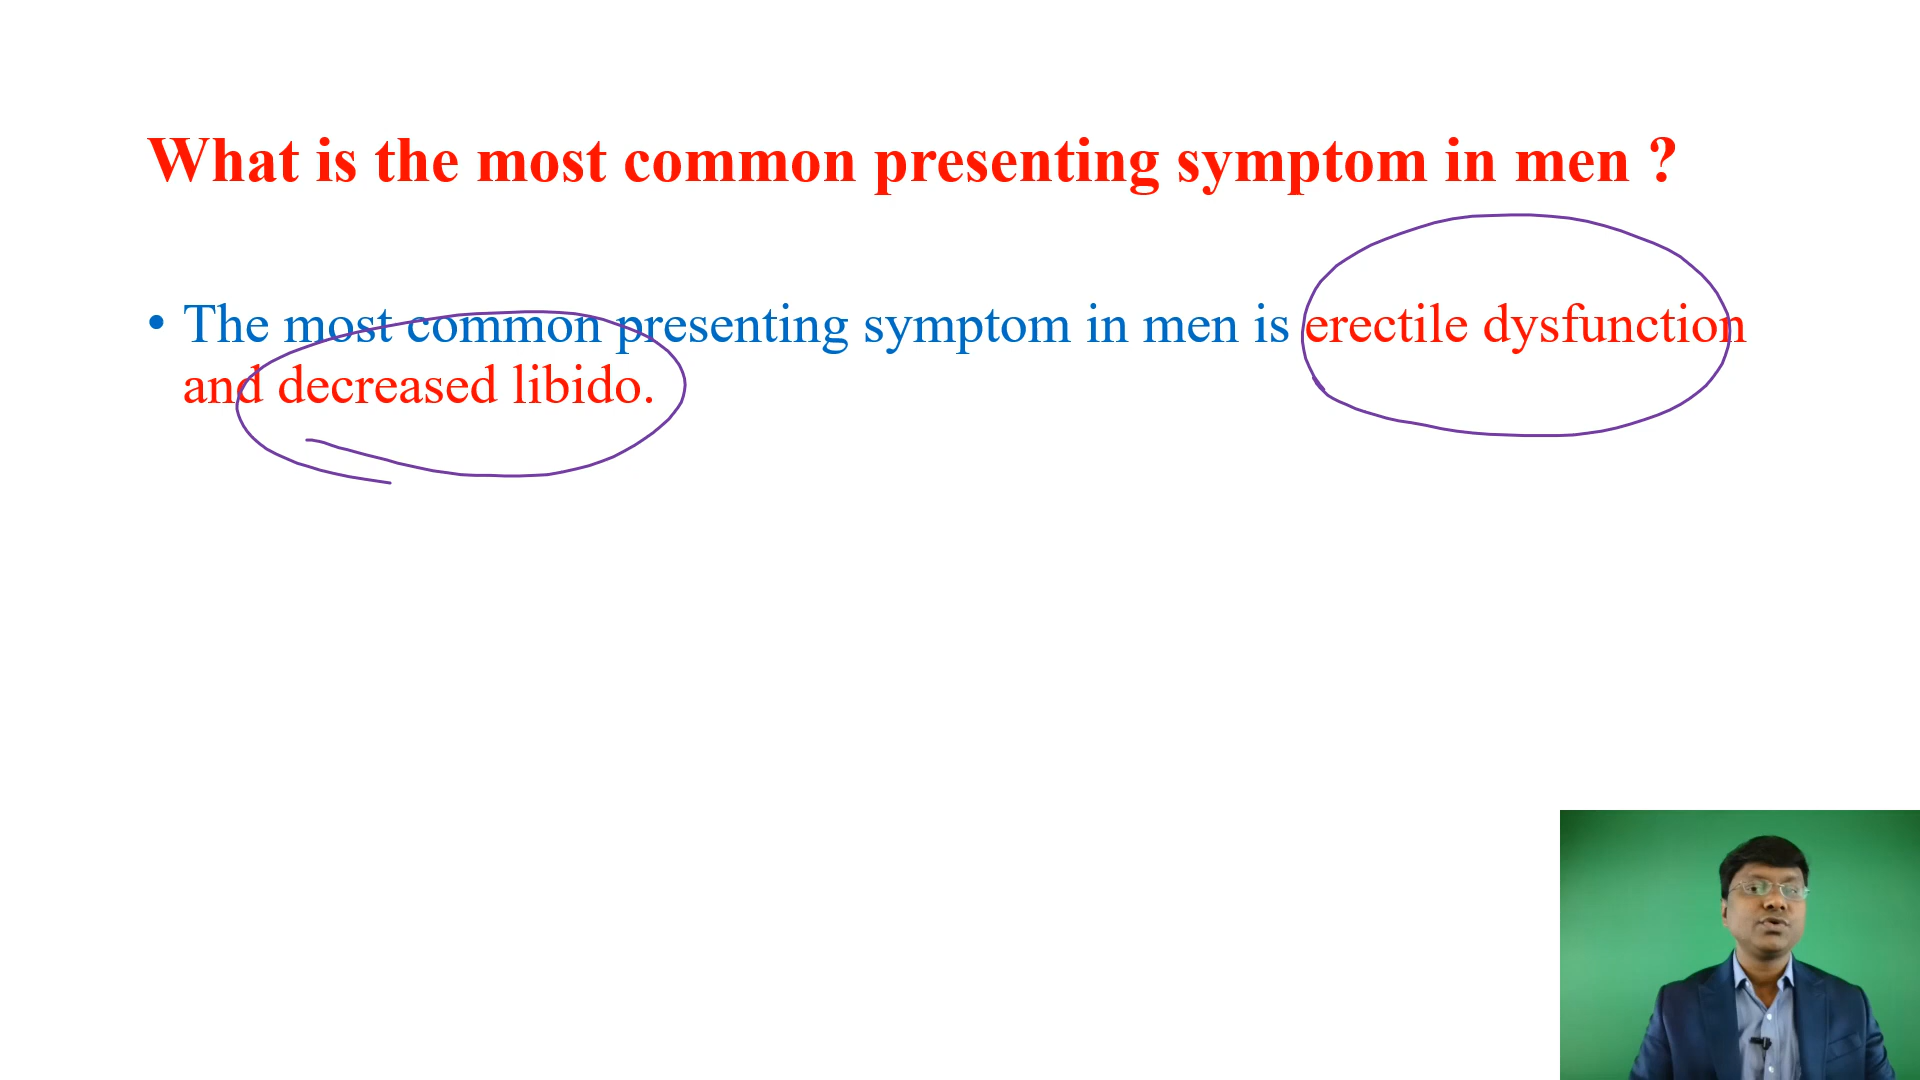 What is the most common presenting symptom in men ?
• The most common presenting symptom in men is erectile dysfunction
and decreased libido.